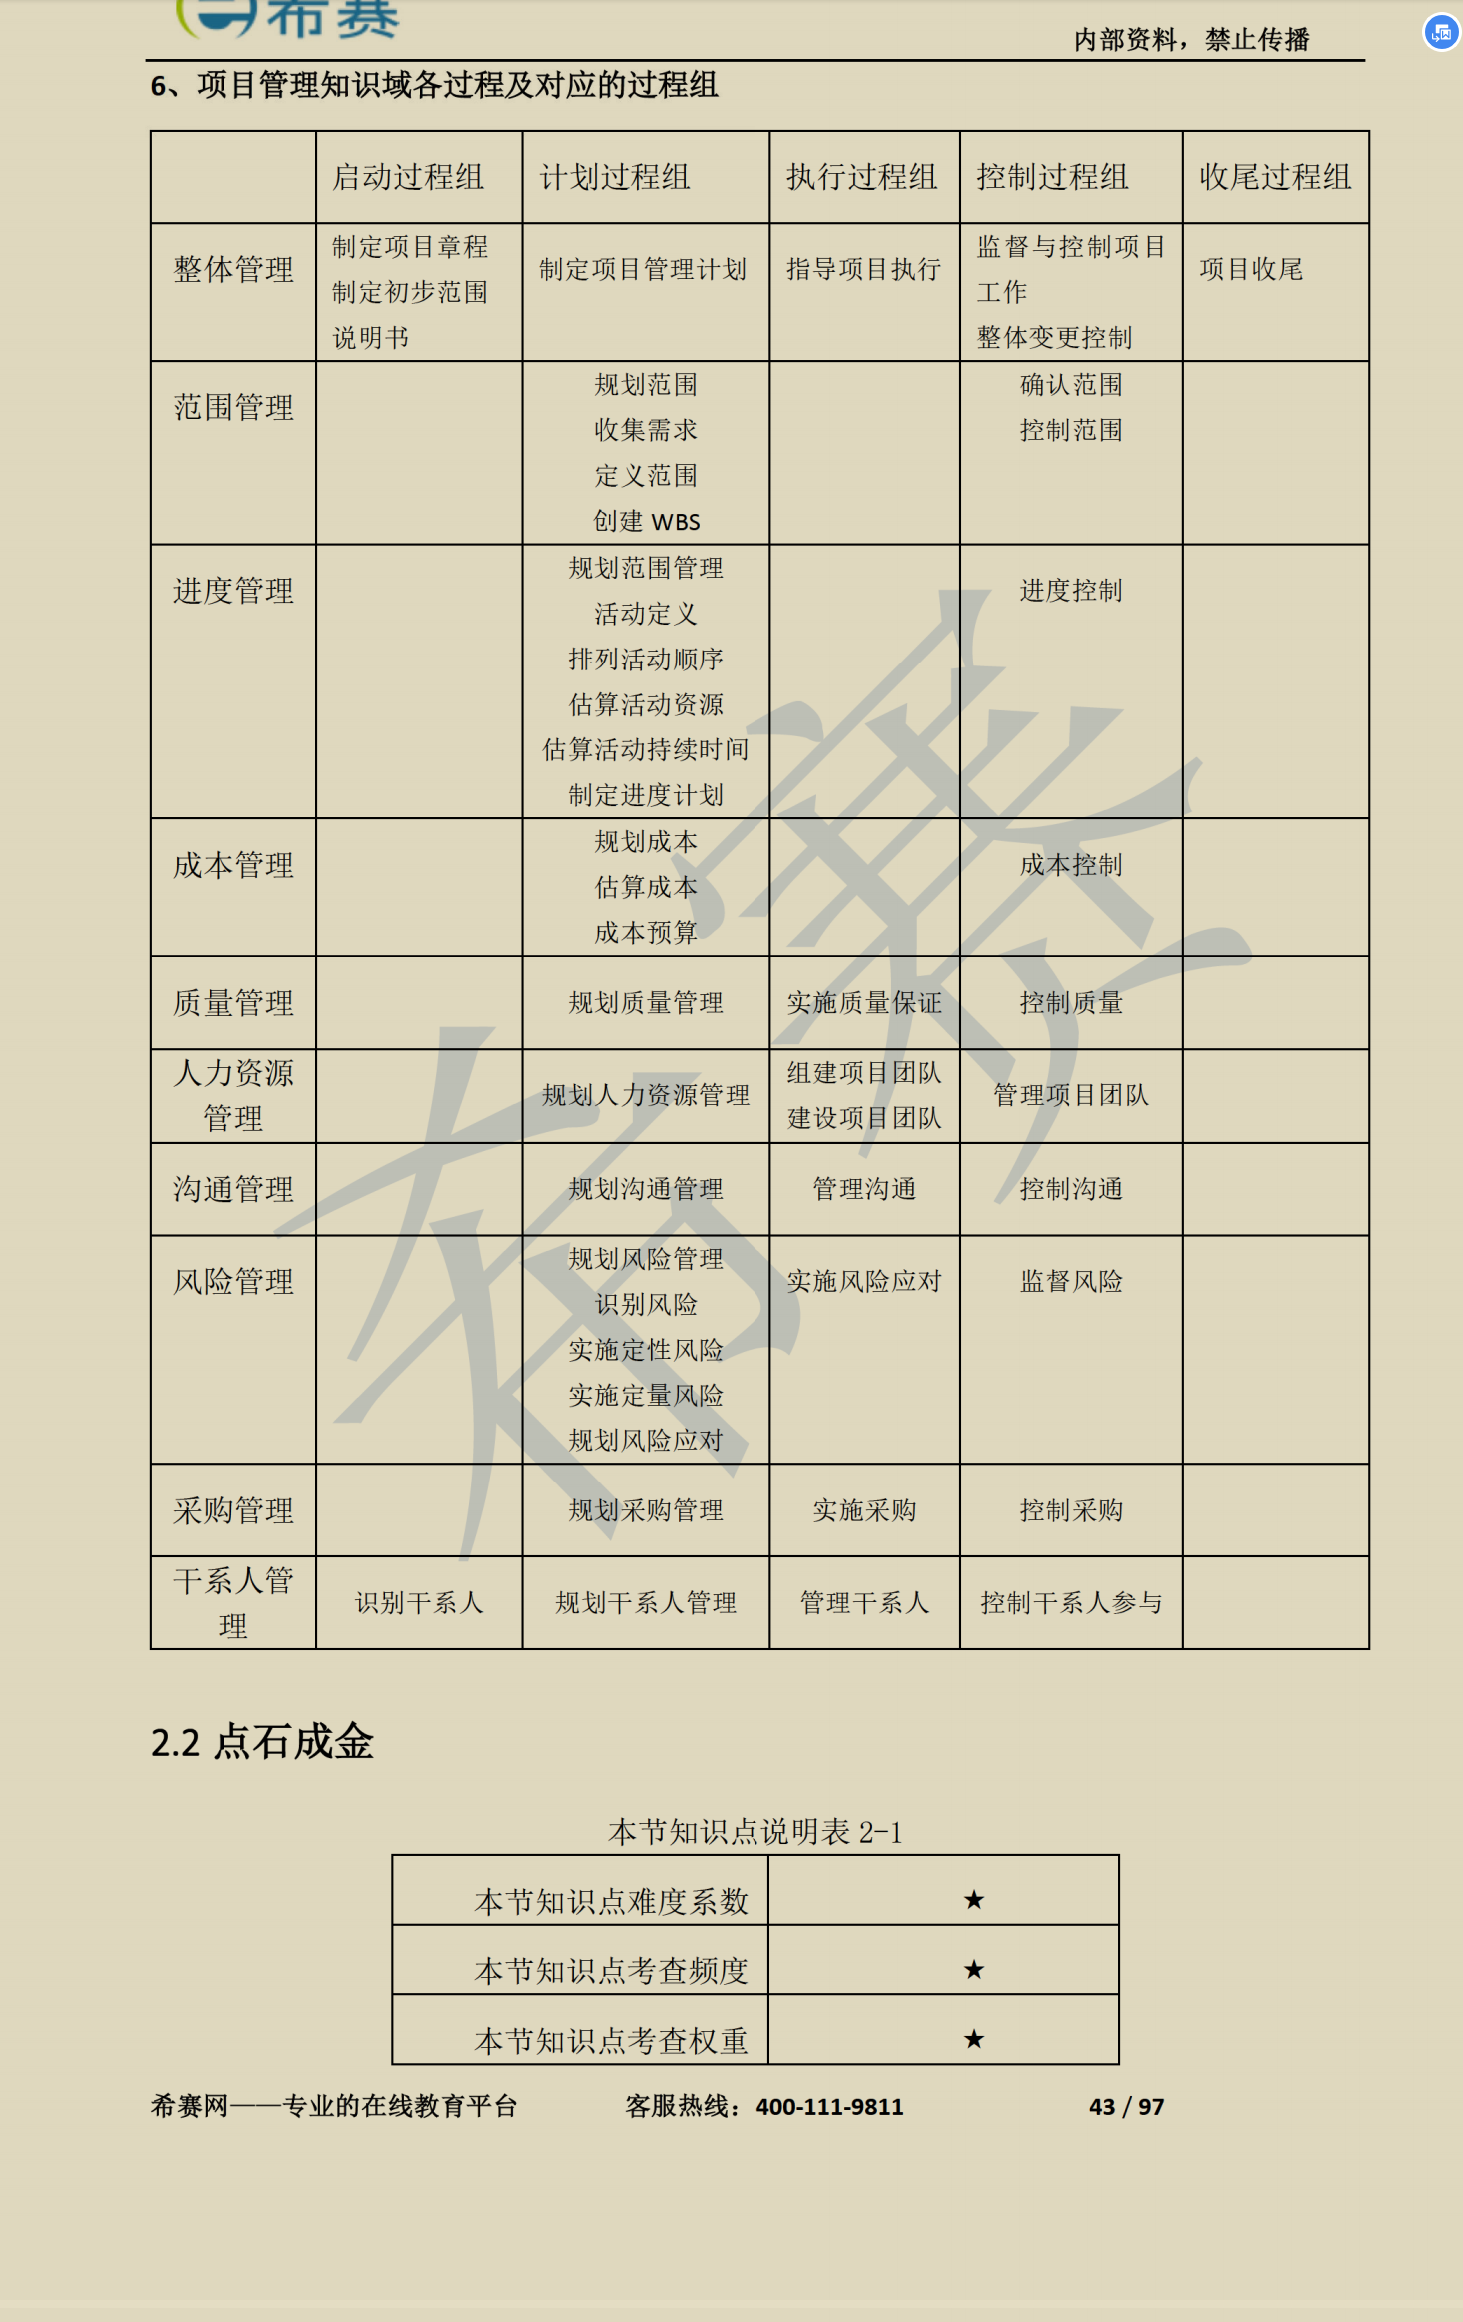 希赛
内部资料，禁止传播
6、项目管理知识域各过程及对应的过程组
启动过程组 计划过程组 执行过程组 控制过程组 收尾过程组
整体管理
制定项目章程
制定初步范围
说明书
制定项目管理计划
指导项目执行
监督与控制项目
工作
整体变更控制
项目收尾
范围管理
规划范围
收集需求
定义范围
创建 WBS
确认范围
控制范围
进度管理
规划范围管理
活动定义
排列活动顺序
估算活动资源
估算活动持续时间
制定进度计划
进度控制
成本管理
规划成本
估算成本
成本预算
成本控制
质量管理
规划质量管理
实施质量保证
控制质量
人力资源
管理
规划人力资源管理
组建项目团队
建设项目团队
管理项目团队
沟通管理
规划沟通管理
管理沟通
控制沟通
风险管理
规划风险管理
识别风险
实施定性风险
实施定量风险
规划风险应对
实施风险应对
监督风险
采购管理
规划采购管理
实施采购
控制采购
干系人管
理
识别干系人
规划干系人管理
管理干系人
控制干系人参与
希赛
2.2 点石成金
本节知识点说明表 2-1
本节知识点难度系数 ★
本节知识点考查频度 ★
本节知识点考查权重 ★
希赛网——专业的在线教育平台 客服热线：400-111-9811 43 / 97